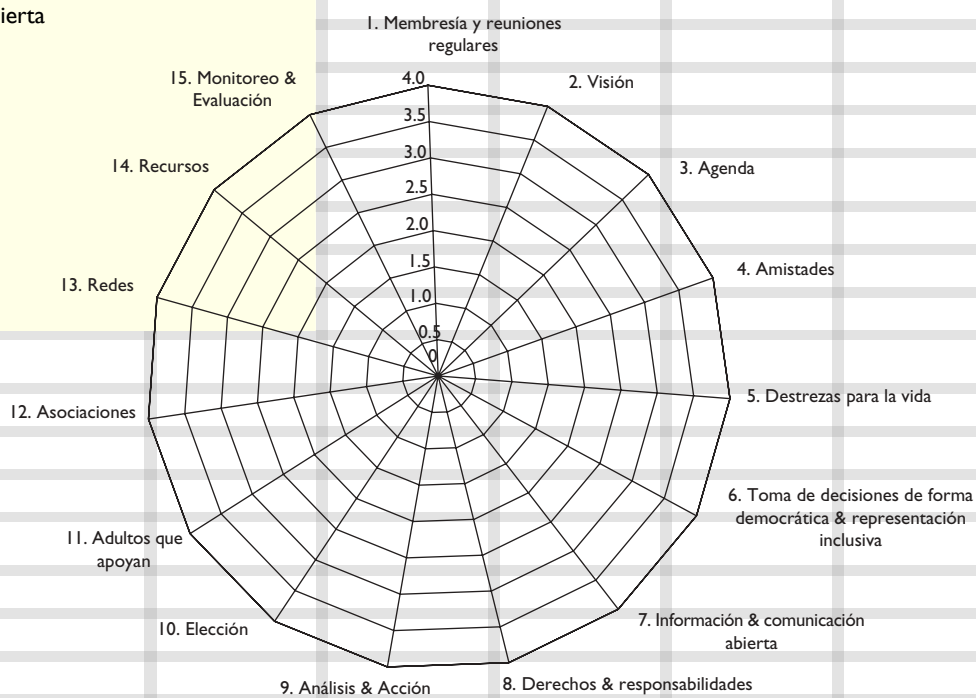 ierta
1. Membresía y reuniones
regulares
2. Visión
3. Agenda
4. Amistades
5. Destrezas para la vida
6. Toma de decisiones de forma
democrática & representación
inclusiva
7. Información & comunicación
abierta
8. Derechos & responsabilidades
9. Análisis & Acción
10. Elección
11. Adultos que
apoyan
12. Asociaciones
13. Redes
14. Recursos
15. Monitoreo &
Evaluación
4.0
3.5
3.0
2.5
2.0
1.5
1.0
0.5
0